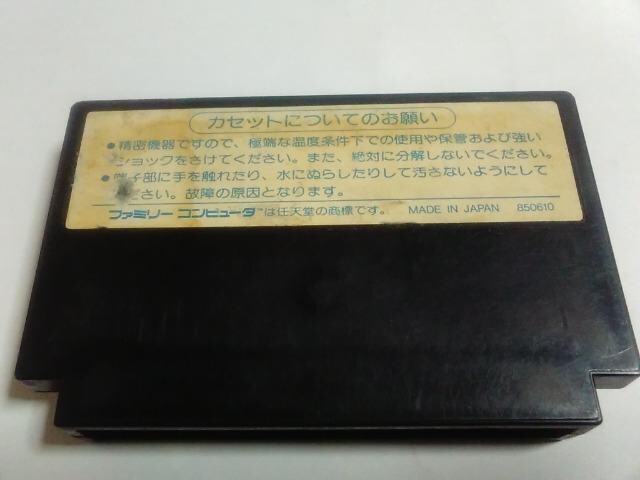 カセットについてのお願い
●精密機器ですので、極端な温度条件下での使用や保管および強い
ショックをさけてください。また、絶対に分解しないでください。
●端子部に手を触れたり、水にぬらしたりして汚さないようにして
ください。故障の原因となります。
ファミリーコンピュータ™は任天堂の商標です。 MADE IN JAPAN 850610